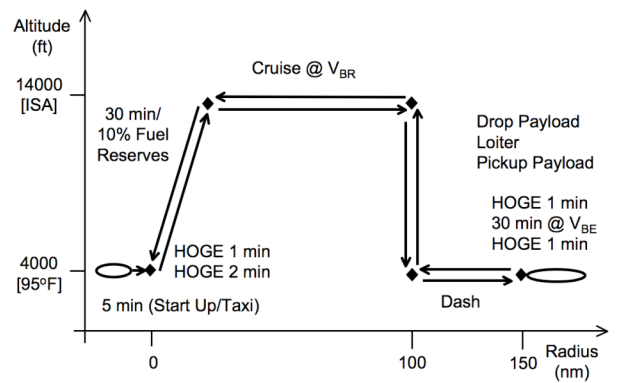 Altitude
(ft)
Cruise @ VBR
14000
[ISA]
30 min/
10% Fuel
Reserves
Drop Payload
Loiter
Pickup Payload
HOGE 1 min
30 min @ VBE
HOGE 1 min
HOGE 1 min
HOGE 2 min
4000
[95°F]
5 min (Start Up/Taxi)
Dash
0
100
150
Radius
(nm)